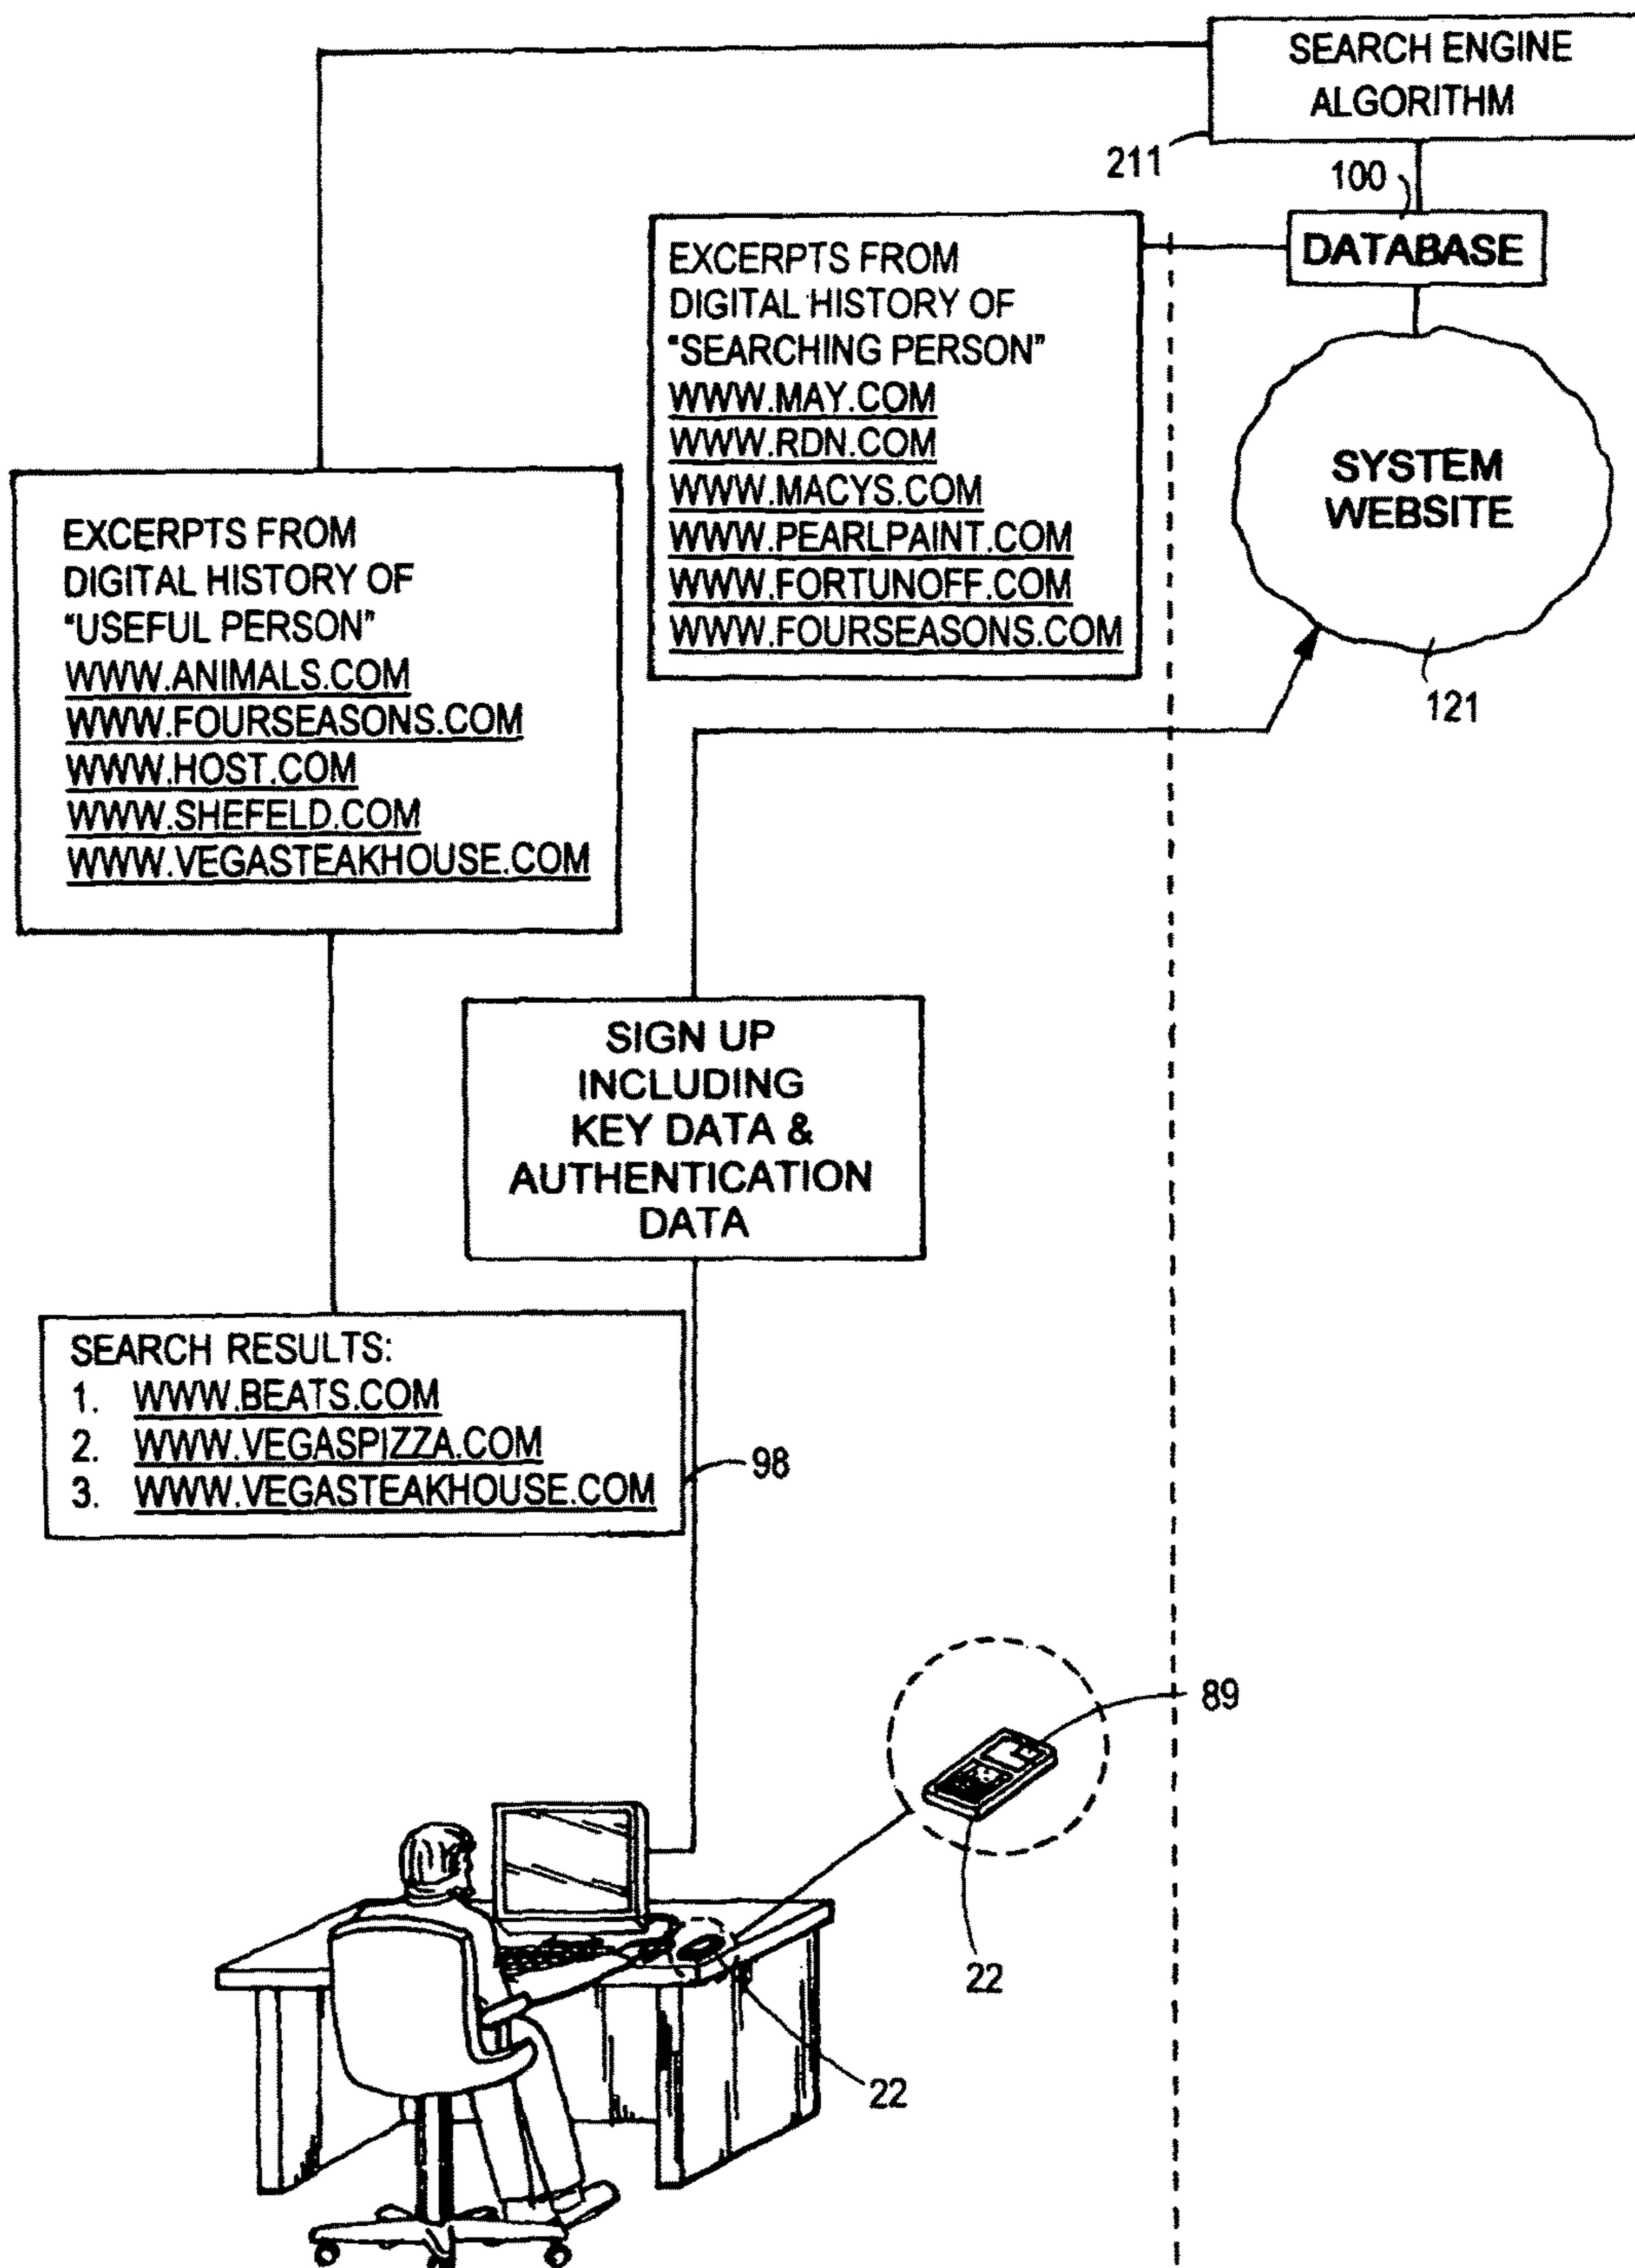 SEARCH ENGINE
ALGORITHM
211
100
DATABASE
EXCERPTS FROM
DIGITAL HISTORY OF
"SEARCHING PERSON"
WWW.MAY.COM
WWW.RDN.COM
WWW.MACYS.COM
WWW.PEARLPAINT.COM
WWW.FORTUNOFF.COM
WWW.FOURSEASONS.COM
SYSTEM
WEBSITE
121
EXCERPTS FROM
DIGITAL HISTORY OF
"USEFUL PERSON"
WWW.ANIMALS.COM
WWW.FOURSEASONS.COM
WWW.HOST.COM
WWW.SHEFELD.COM
WWW.VEGASTEAKHOUSE.COM
SIGN UP
INCLUDING
KEY DATA &
AUTHENTICATION
DATA
SEARCH RESULTS:
1. WWW.BEATS.COM
2. WWW.VEGASPIZZA.COM
3. WWW.VEGASTEAKHOUSE.COM
98
89
22
22